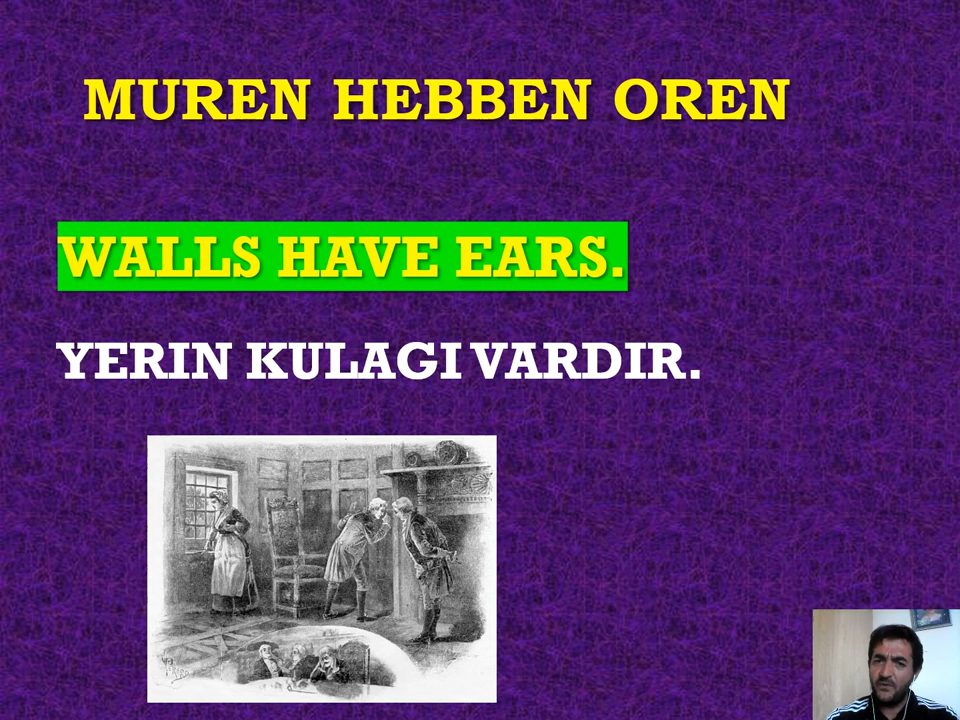 MUREN HEBBEN OREN
WALLS HAVE EARS.
YERIN KULAGI VARDIR.